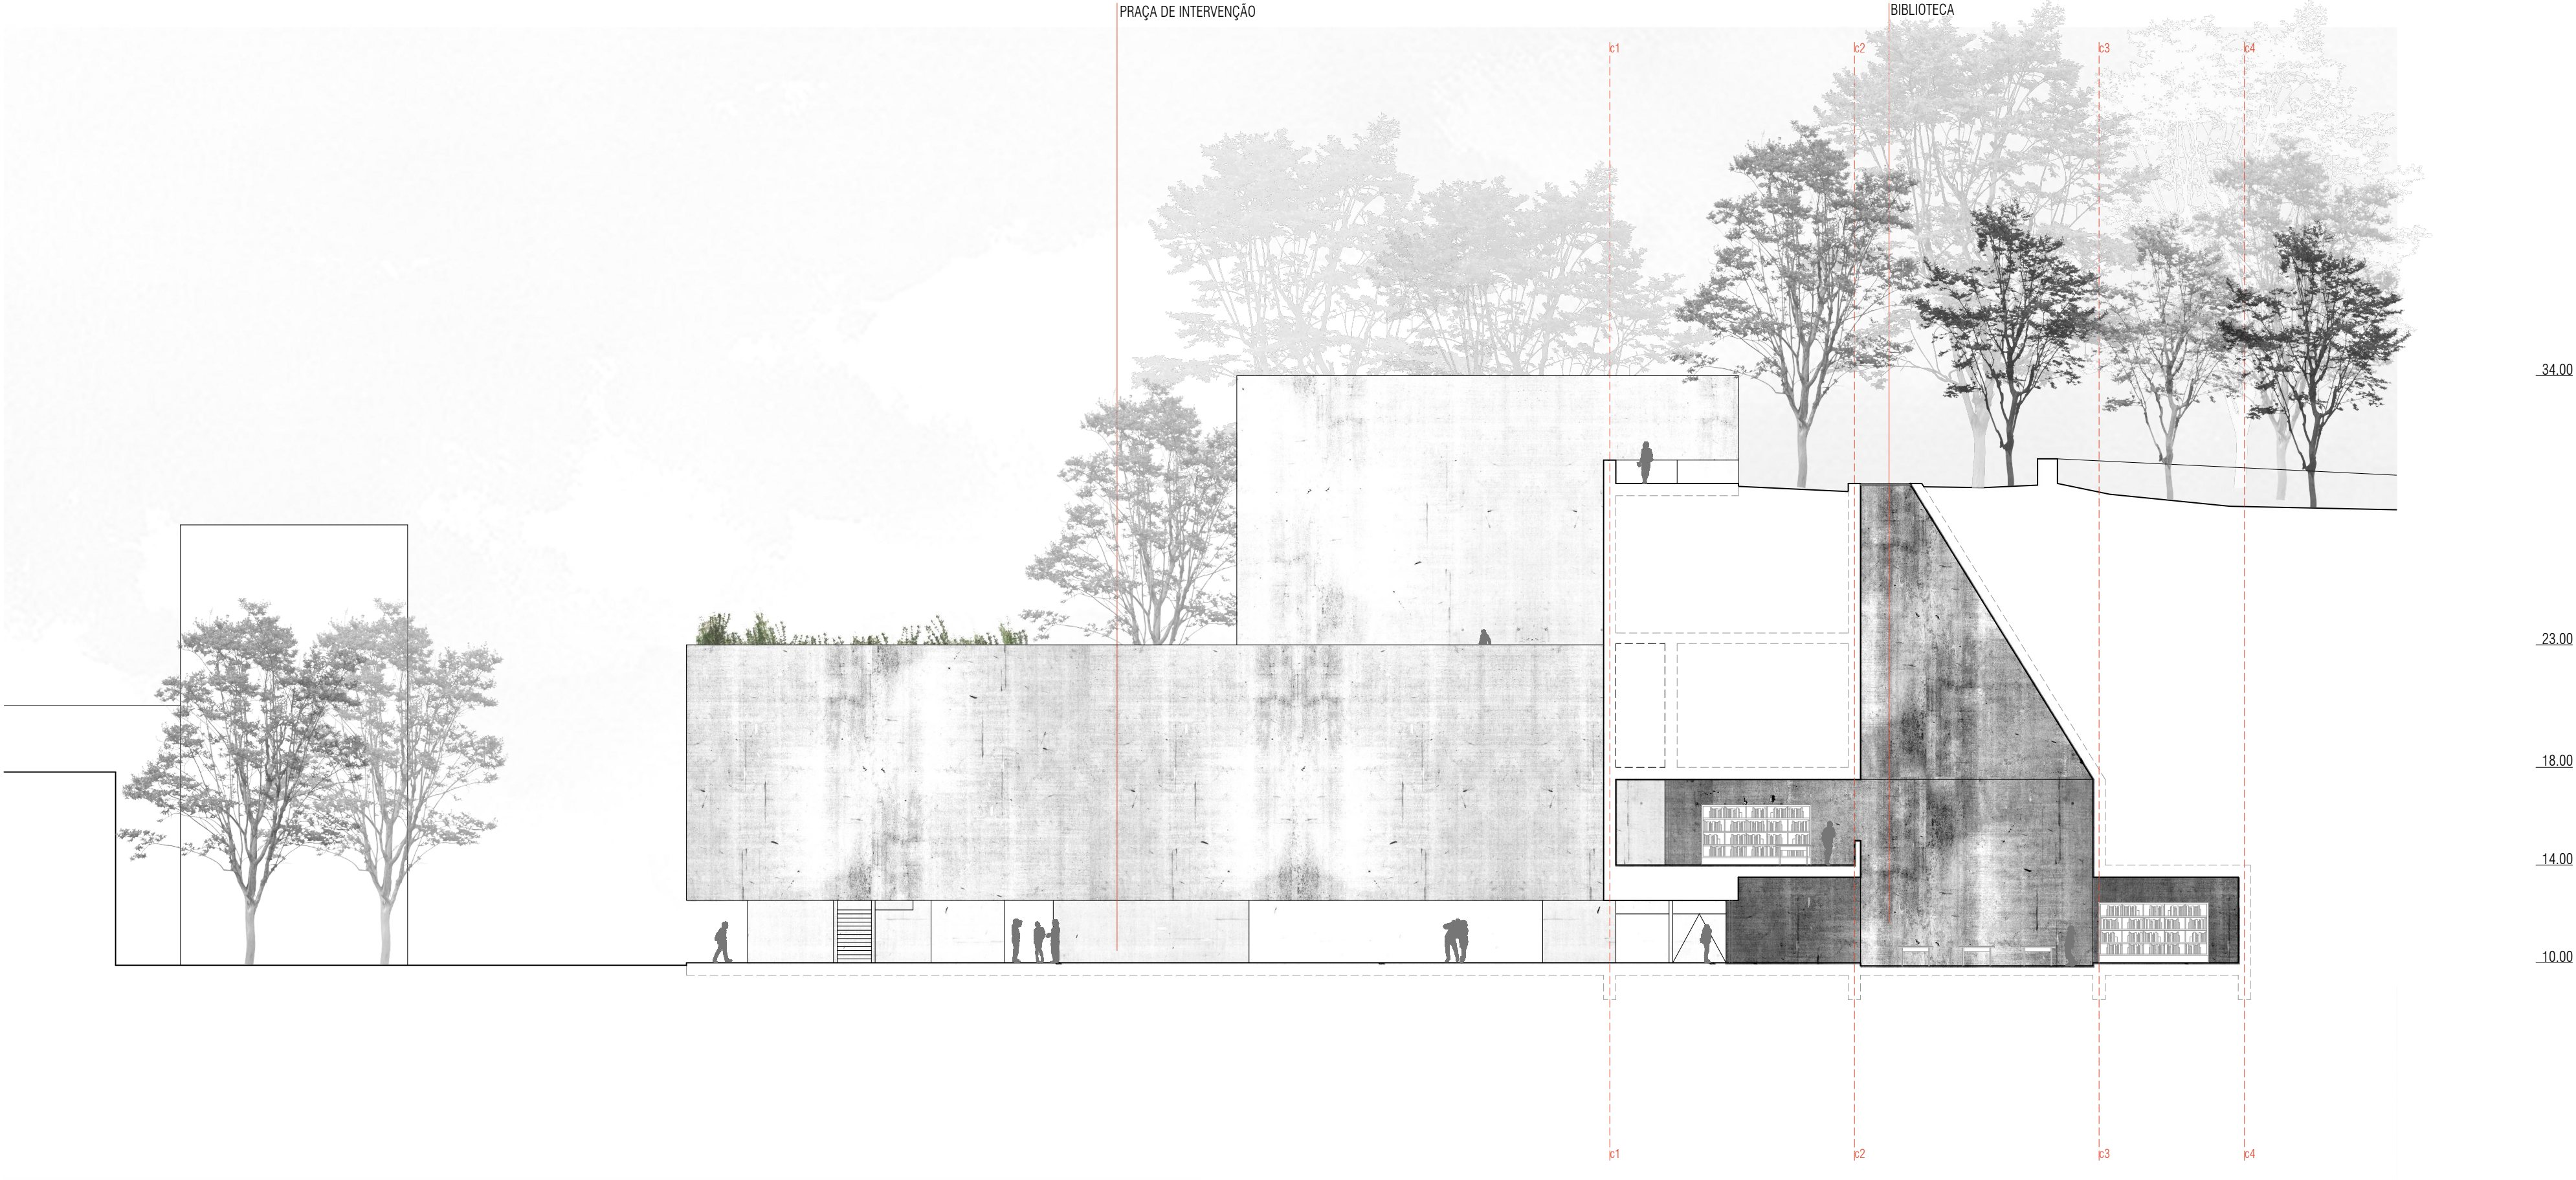 PRAÇA DE INTERVENÇÃO
BIBLIOTECA
c1
c2
c3
c4
34.00
23.00
18.00
14.00
10.00
c1
c2
c3
c4